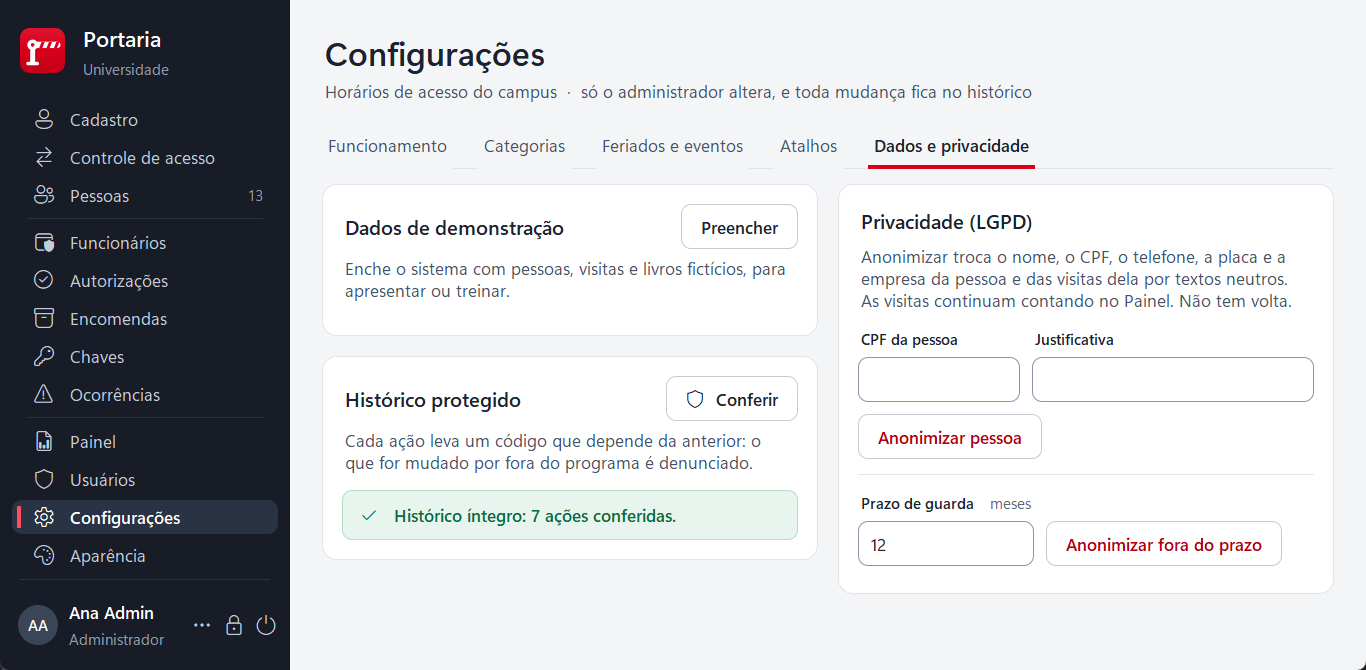 Portaria
Universidade
Cadastro
Controle de acesso
Pessoas 13
Funcionários
Autorizações
Encomendas
Chaves
Ocorrências
Painel
Usuários
Configurações
Aparência
AA
Ana Admin
Administrador
Configurações
Horários de acesso do campus · só o administrador altera, e toda mudança fica no histórico
Funcionamento Categorias Feriados e eventos Atalhos Dados e privacidade
Dados de demonstração
Preencher
Enche o sistema com pessoas, visitas e livros fictícios, para
apresentar ou treinar.
Histórico protegido
Conferir
Cada ação leva um código que depende da anterior: o
que for mudado por fora do programa é denunciado.
Histórico íntegro: 7 ações conferidas.
Privacidade (LGPD)
Anonimizar troca o nome, o CPF, o telefone, a placa e a
empresa da pessoa e das visitas dela por textos neutros.
As visitas continuam contando no Painel. Não tem volta.
CPF da pessoa Justificativa
Anonimizar pessoa
Prazo de guarda meses
12
Anonimizar fora do prazo